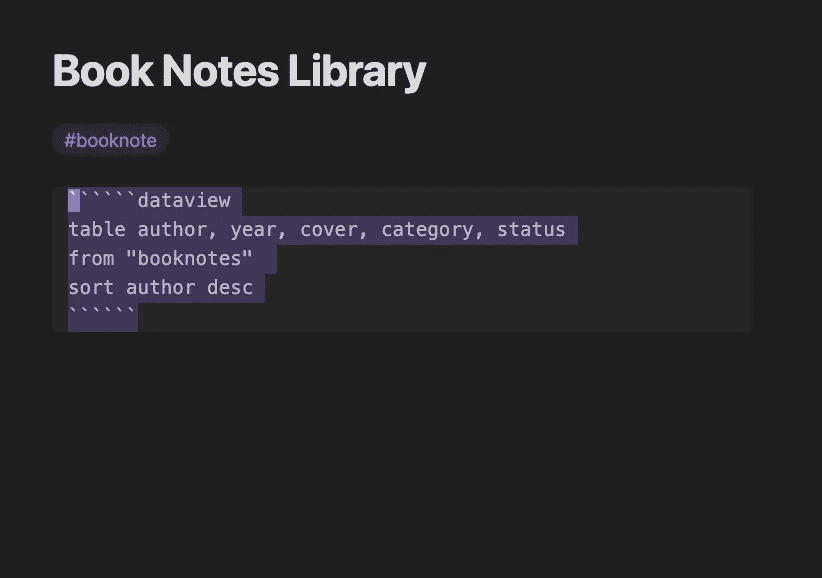 Book Notes Library
#booknote
``````dataview
table author, year, cover, category, status
from "booknotes"
sort author desc
``````